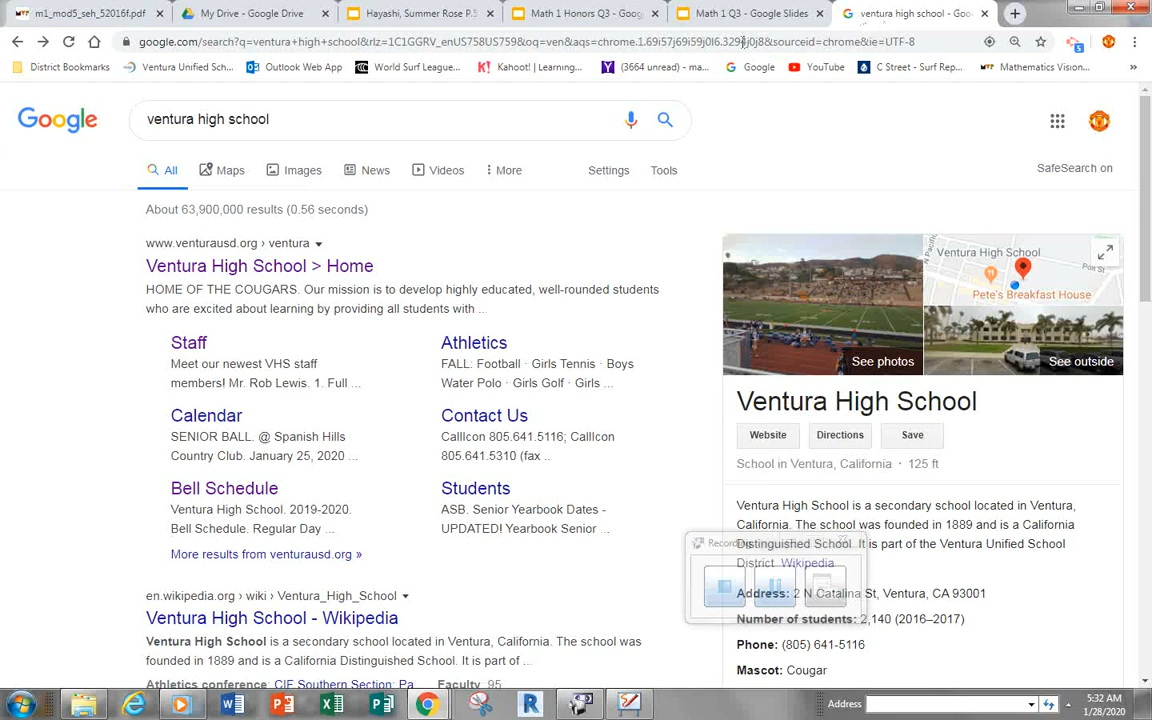 m1_mod5_seh_52016f.pdf
My Drive - Google Drive
Hayashi, Summer Rose P.5
Math 1 Honors Q3 - Goog
Math 1 Q3 - Google Slides
ventura high school - Goo
google.com/search?q=ventura+high+school&rlz=1C1GGRV_enUS758US759&oq=ven&aqs=chrome.1.69i57j69i59j0l6.3295j0j8&sourceid=chrome&ie=UTF-8
District Bookmarks
Ventura Unified Sch...
Outlook Web App
World Surf League...
Kahoot! | Learning...
(3664 unread) - ma...
Google
YouTube
C Street - Surf Rep...
Mathematics Vision...
Google
ventura high school
All
Maps
Images
News
Videos
More
Settings
Tools
SafeSearch on
About 63,900,000 results (0.56 seconds)
www.venturausd.org › ventura
Ventura High School > Home
HOME OF THE COUGARS. Our mission is to develop highly educated, well-rounded students
who are excited about learning by providing all students with ...
Staff
Meet our newest VHS staff
members! Mr. Rob Lewis. 1. Full ...
Athletics
FALL: Football · Girls Tennis · Boys
Water Polo · Girls Golf · Girls ...
Calendar
SENIOR BALL. @ Spanish Hills
Country Club. January 25, 2020 ...
Contact Us
CallIcon 805.641.5116; CallIcon
805.641.5310 (fax ..
Bell Schedule
Ventura High School. 2019-2020.
Bell Schedule. Regular Day ...
Students
ASB. Senior Yearbook Dates -
UPDATED! Yearbook Senior ...
More results from venturausd.org »
en.wikipedia.org › wiki › Ventura_High_School
Ventura High School - Wikipedia
Ventura High School is a secondary school located in Ventura, California. The school was
founded in 1889 and is a California Distinguished School. It is part of ...
Athletics conference: CIF Southern Section: Pa
Faculty 95
Ventura High School
Pete's Breakfast House
Pon St
See photos
See outside
Ventura High School
Website
Directions
Save
School in Ventura, California · 125 ft
Ventura High School is a secondary school located in Ventura,
California. The school was founded in 1889 and is a California
Distinguished School. It is part of the Ventura Unified School
District. Wikipedia
Address: 2 N Catalina St, Ventura, CA 93001
Number of students: 2,140 (2016–2017)
Phone: (805) 641-5116
Mascot: Cougar
Address
5:32 AM
1/28/2020